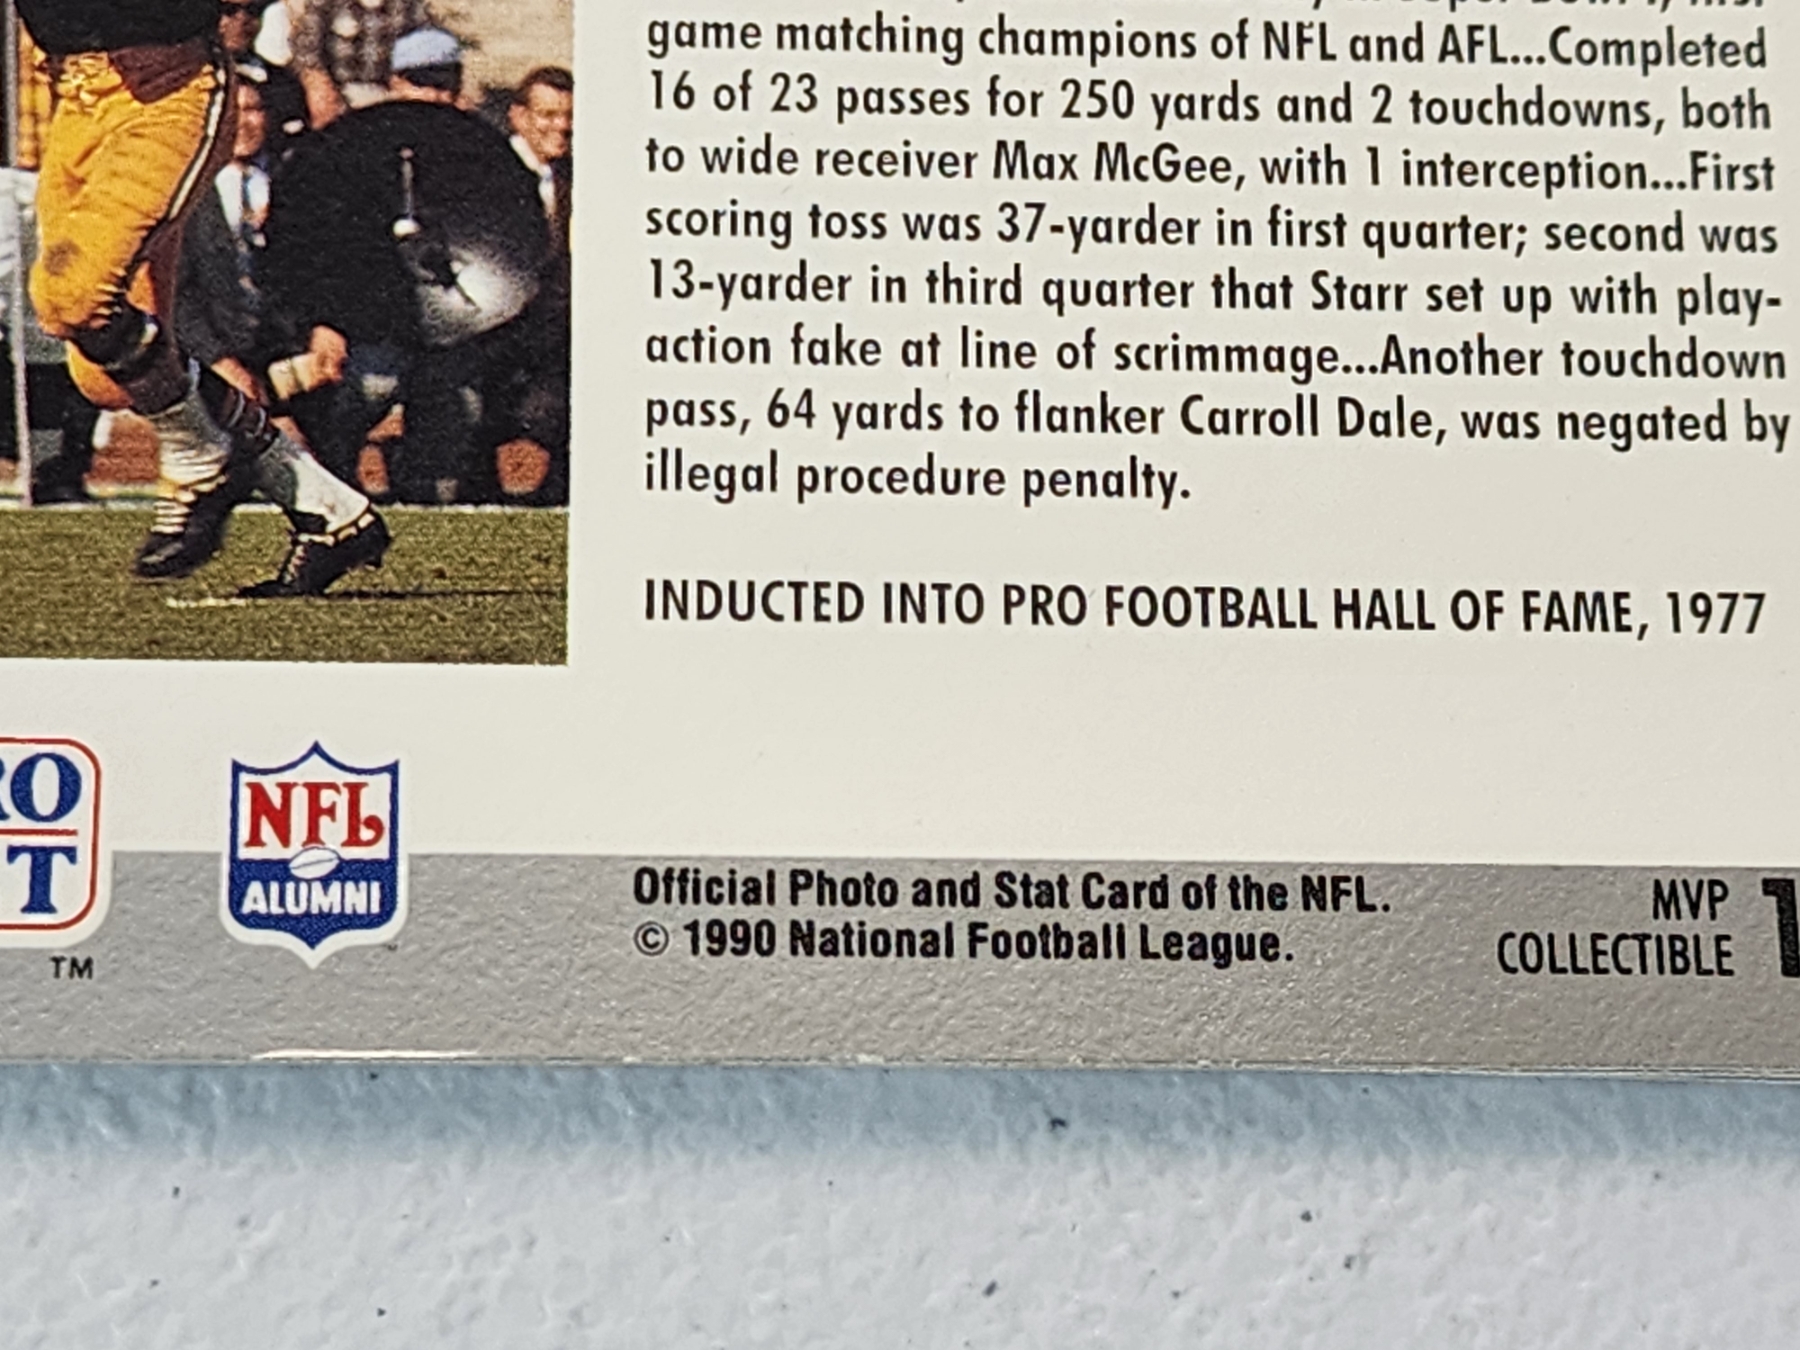 game matching champions of NFL and AFL...Completed
16 of 23 passes for 250 yards and 2 touchdowns, both
to wide receiver Max McGee, with 1 interception...First
scoring toss was 37-yarder in first quarter; second was
13-yarder in third quarter that Starr set up with play-
action fake at line of scrimmage...Another touchdown
pass, 64 yards to flanker Carroll Dale, was negated by
illegal procedure penalty.
INDUCTED INTO PRO FOOTBALL HALL OF FAME, 1977
TM
NFL
ALUMNI
Official Photo and Stat Card of the NFL.
© 1990 National Football League.
MVP
COLLECTIBLE